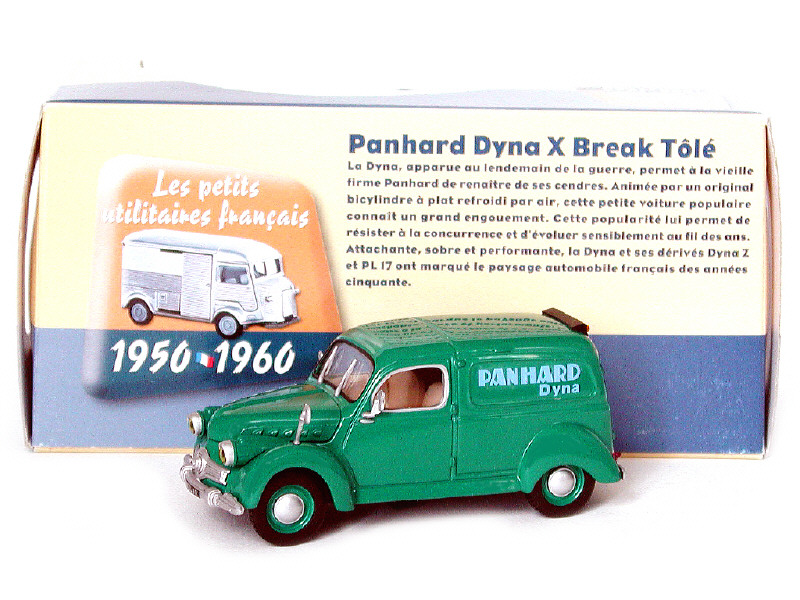 Panhard Dyna X Break Tôlé
La Dyna, apparue au lendemain de la guerre, permet à la vieille
firme Panhard de renaître de ses cendres. Animée par un original
bicylindre à plat refroidi par air, cette petite voiture populaire
connaît un grand engouement. Cette popularité lui permet de
résister à la concurrence et d'évoluer sensiblement au fil des ans.
Attachante, sobre et performante, la Dyna et ses dérivés Dyna Z
et PL 17 ont marqué le paysage automobile français des années
cinquante.
Les petits
utilitaires français
1950 1960
PANHARD
Dyna